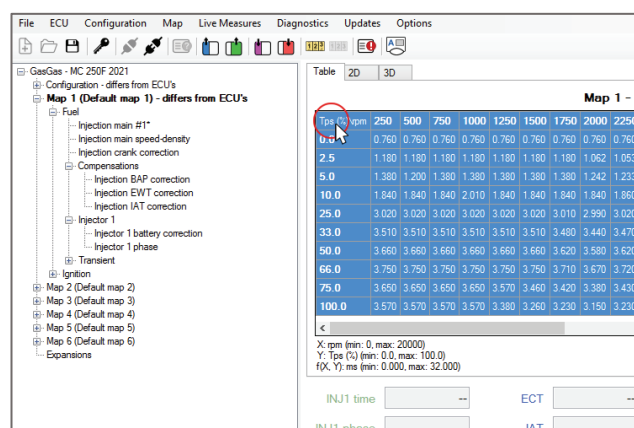 File ECU Configuration Map Live Measures Diagnostics Updates Options
GasGas - MC 250F 2021
Configuration - differs from ECU's
Map 1 (Default map 1) - differs from ECU's
Fuel
Injection main #1*
Injection main speed-density
Injection crank correction
Compensations
Injection BAP correction
Injection EWT correction
Injection IAT correction
Injector 1
Injector 1 battery correction
Injector 1 phase
Transient
Ignition
Map 2 (Default map 2)
Map 3 (Default map 3)
Map 4 (Default map 4)
Map 5 (Default map 5)
Map 6 (Default map 6)
Expansions
Table 2D 3D
Map 1 -
Tps (%) \rpm 250 500 750 1000 1250 1500 1750 2000 2250
0.0 0.760 0.760 0.760 0.760 0.760 0.760 0.760 0.760 0.760
2.5 1.180 1.180 1.180 1.180 1.180 1.180 1.180 1.062 1.053
5.0 1.380 1.200 1.380 1.380 1.380 1.380 1.380 1.242 1.233
10.0 1.840 1.840 1.840 2.010 1.840 1.840 1.840 1.840 1.860
25.0 3.020 3.020 3.020 3.020 3.020 3.020 3.010 2.990 3.020
33.0 3.510 3.510 3.510 3.510 3.510 3.510 3.480 3.440 3.470
50.0 3.660 3.660 3.660 3.660 3.660 3.660 3.620 3.580 3.620
66.0 3.750 3.750 3.750 3.750 3.750 3.750 3.710 3.670 3.720
75.0 3.650 3.650 3.650 3.650 3.570 3.460 3.420 3.380 3.430
100.0 3.570 3.570 3.570 3.570 3.380 3.260 3.230 3.150 3.230
X: rpm (min: 0, max: 20000)
Y: Tps (%) (min: 0.0, max: 100.0)
f(X, Y): ms (min: 0.000, max: 32.000)
INJ1 time -- ECT
INJ1 phase IAT